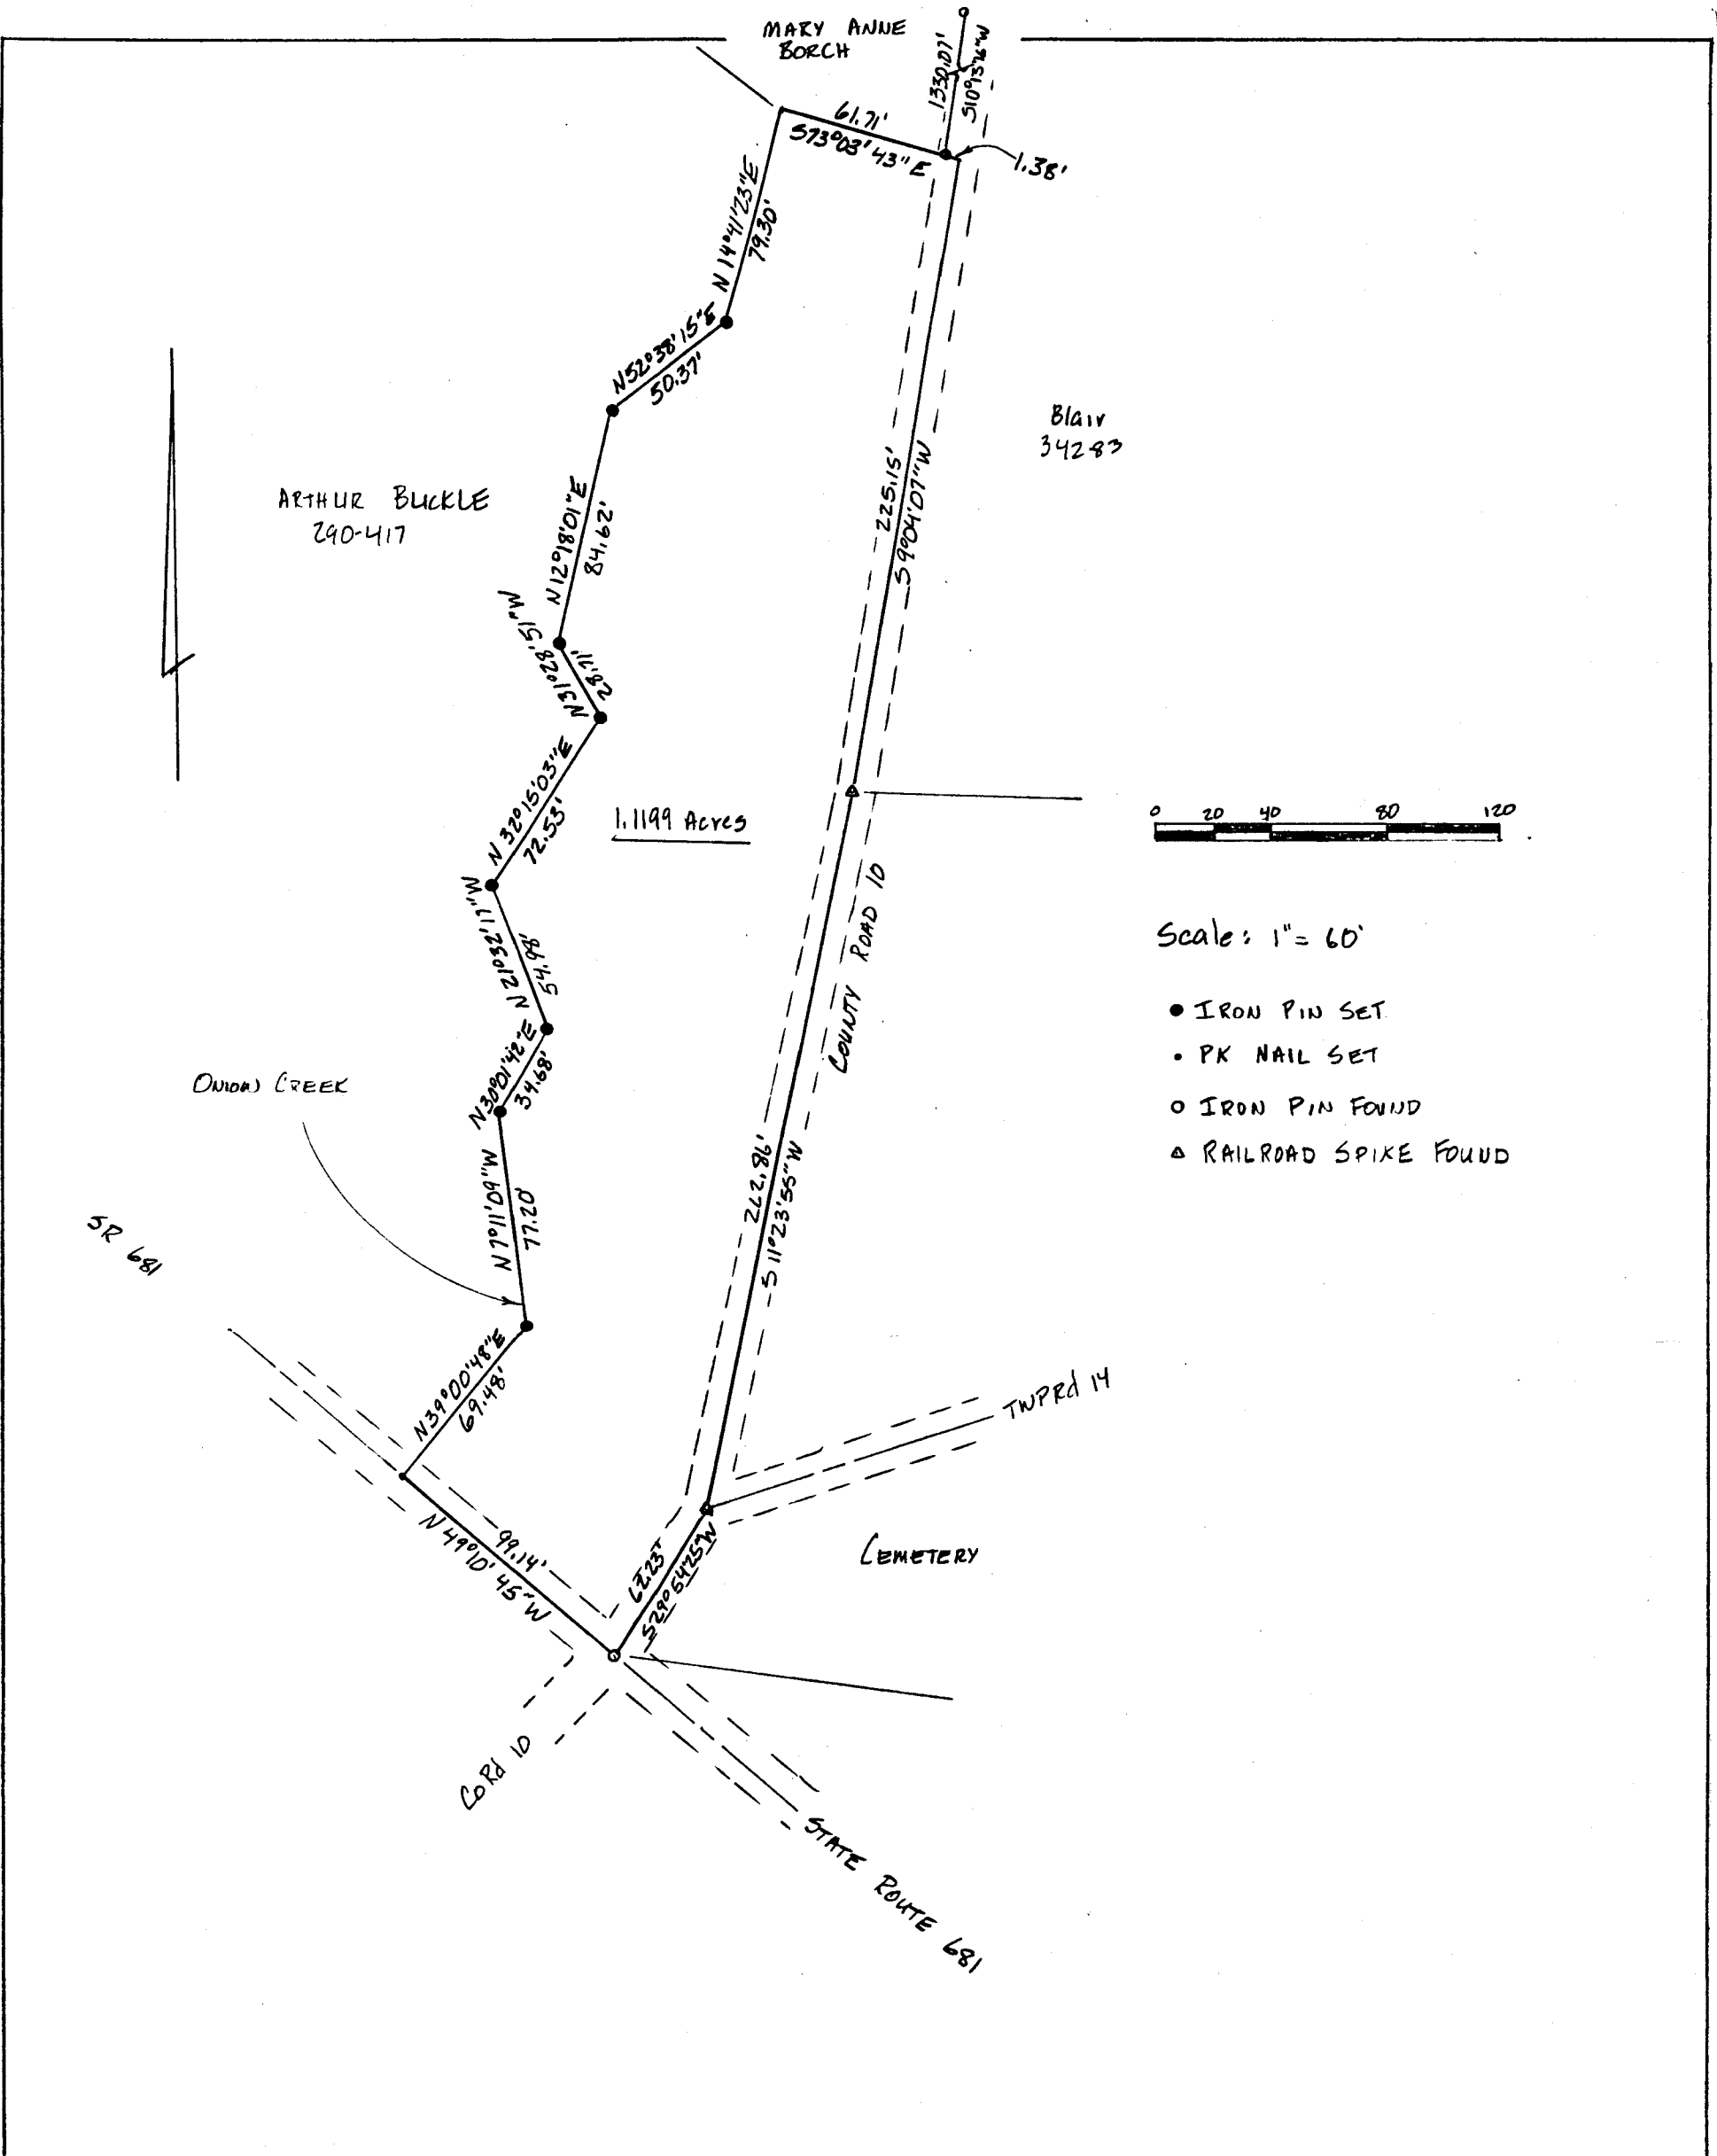 MARY ANNE
BORCH
1330.07'
S10°13'26"W
61.71'
S73°03'43"E
1.38'
N14°41'23"E
79.30'
N52°38'15"E
50.37'
Blair
342-83
ARTHUR BUCKLE
290-417
225.15'
S9°04'07"W
N12°18'01"E
84.62'
N31°28'51"W
28.71'
N32°15'03"E
72.53'
1.1199 Acres
0 20 40 80 120
Scale: 1"= 60'
● IRON PIN SET
• PK NAIL SET
○ IRON PIN FOUND
△ RAILROAD SPIKE FOUND
COUNTY ROAD 10
N21°32'17"W
54.98'
N30°01'42"E
34.68'
ONION CREEK
N7°11'09"W
77.20'
262.86'
S11°23'55"W
SR 681
N39°00'48"E
69.48'
TWPRd 14
99.14'
N49°10'45"W
62.23'
S29°54'25"W
CEMETERY
CORd 10
STATE ROUTE 681